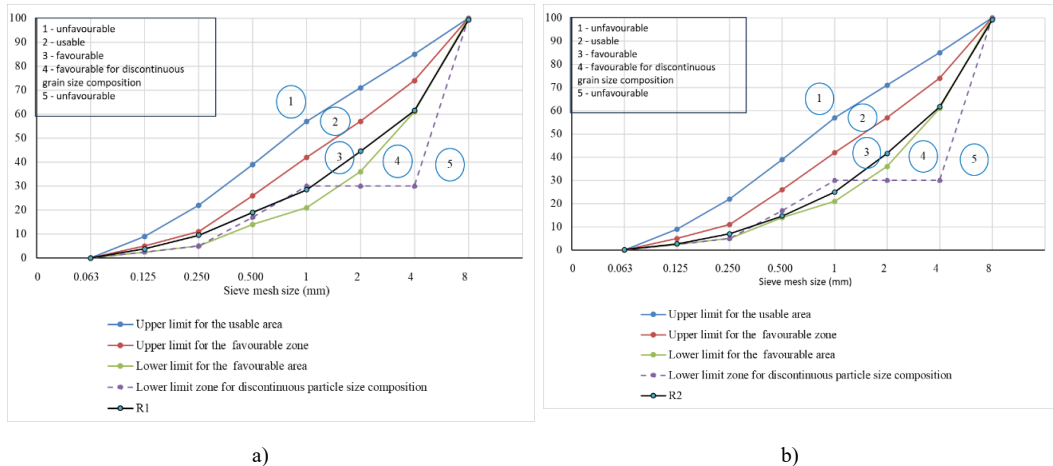 1 - unfavourable
2 - usable
3 - favourable
4 - favourable for discontinuous
grain size composition
5 - unfavourable
100
90
80
70
60
50
40
30
20
10
0
1
2
3
4
5
0 0.063 0.125 0.250 0.500 1 2 4 8
Sieve mesh size (mm)
Upper limit for the usable area
Upper limit for the favourable zone
Lower limit for the favourable area
Lower limit zone for discontinuous particle size composition
R1
a)
1 - unfavourable
2 - usable
3 - favourable
4 - favourable for discontinuous
grain size composition
5 - unfavourable
100
90
80
70
60
50
40
30
20
10
0
1
2
3
4
5
0 0.063 0.125 0.250 0.500 1 2 4 8
Sieve mesh size (mm)
Upper limit for the usable area
Upper limit for the favourable zone
Lower limit for the favourable area
Lower limit zone for discontinuous particle size composition
R2
b)